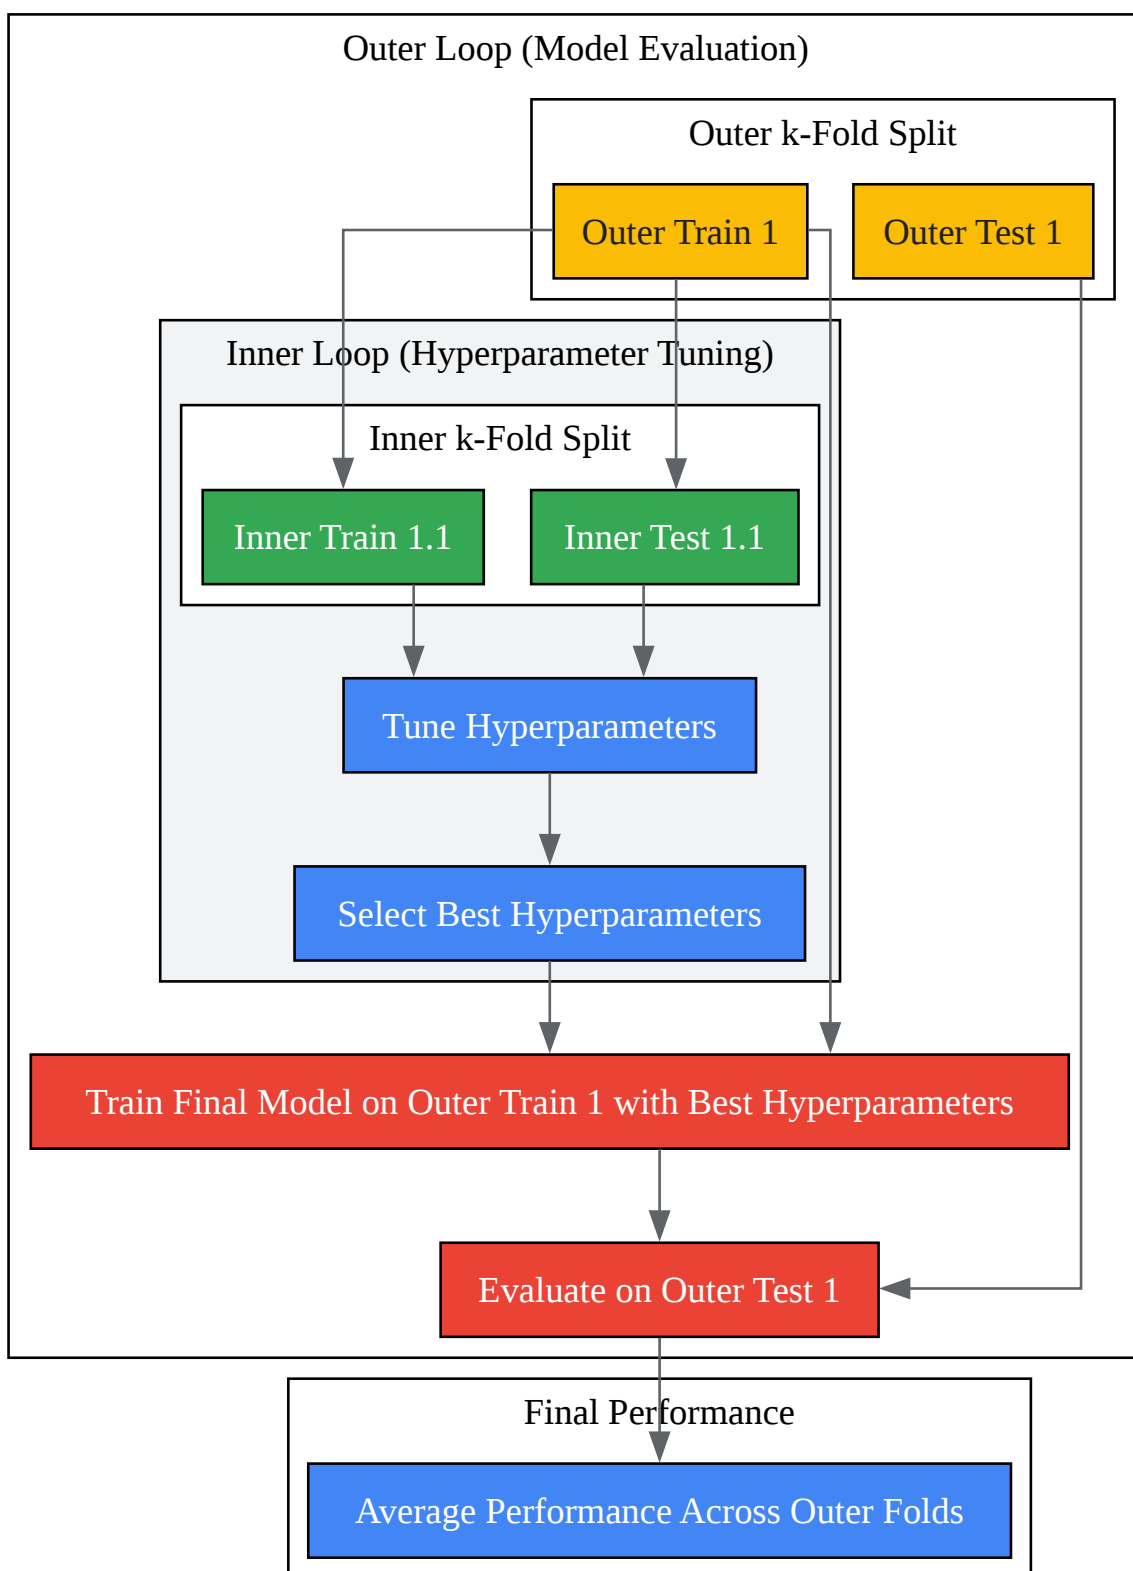 Outer Loop (Model Evaluation)
Outer k-Fold Split
Outer Train 1
Outer Test 1
Inner Loop (Hyperparameter Tuning)
Inner k-Fold Split
Inner Train 1.1
Inner Test 1.1
Tune Hyperparameters
Select Best Hyperparameters
Train Final Model on Outer Train 1 with Best Hyperparameters
Evaluate on Outer Test 1
Final Performance
Average Performance Across Outer Folds